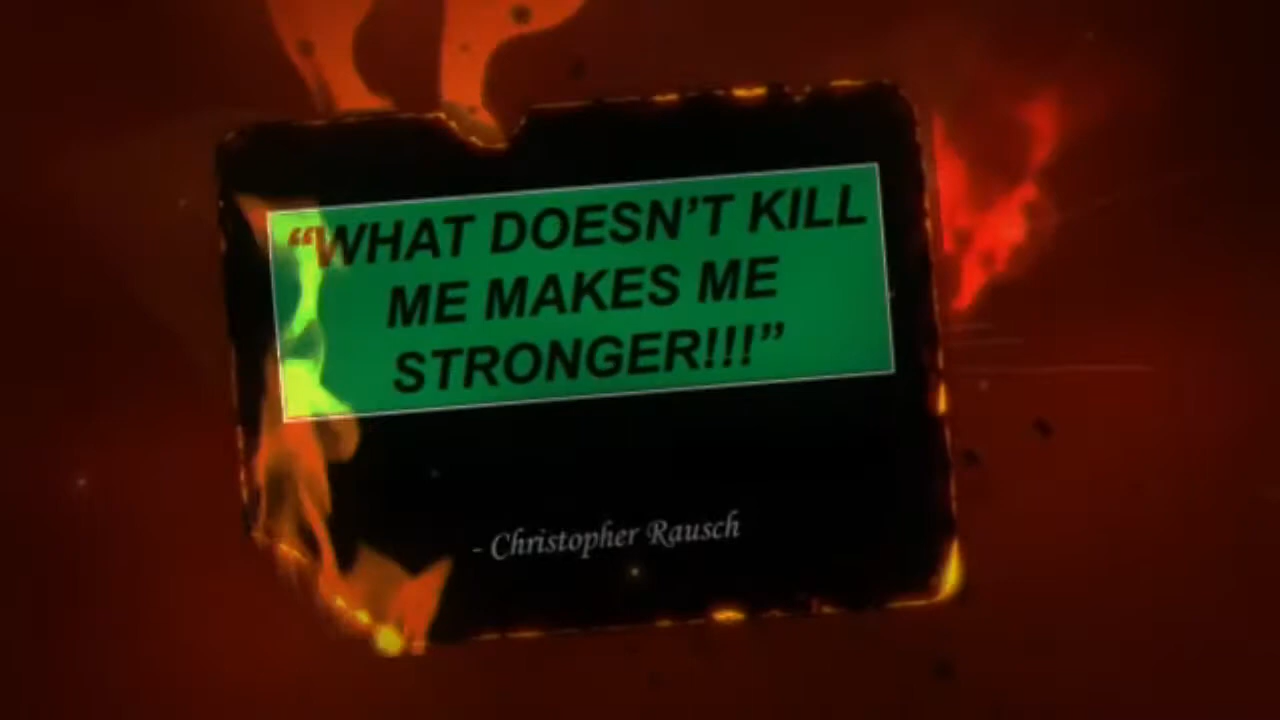 “WHAT DOESN’T KILL
ME MAKES ME
STRONGER!!!”
- Christopher Rausch